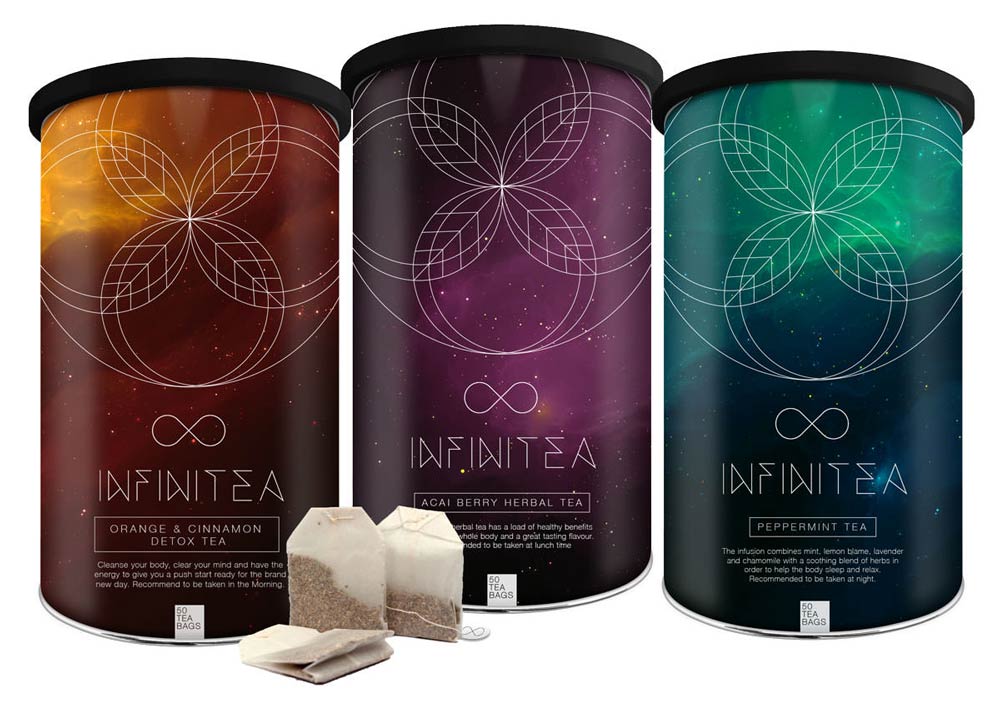 INFINITEA
ORANGE & CINNAMON
DETOX TEA
Cleanse your body, clear your mind and have the
energy to give you a push start ready for the brand
new day. Recommend to be taken in the Morning.
50
TEA
BAGS
INFINITEA
ACAI BERRY HERBAL TEA
herbal tea has a load of healthy benefits
whole body and a great tasting flavour.
to be taken at lunch time
50
TEA
BAGS
INFINITEA
PEPPERMINT TEA
The infusion combines mint, lemon blame, lavender
and chamomile with a soothing blend of herbs in
order to help the body sleep and relax.
Recommended to be taken at night.
50
TEA
BAGS